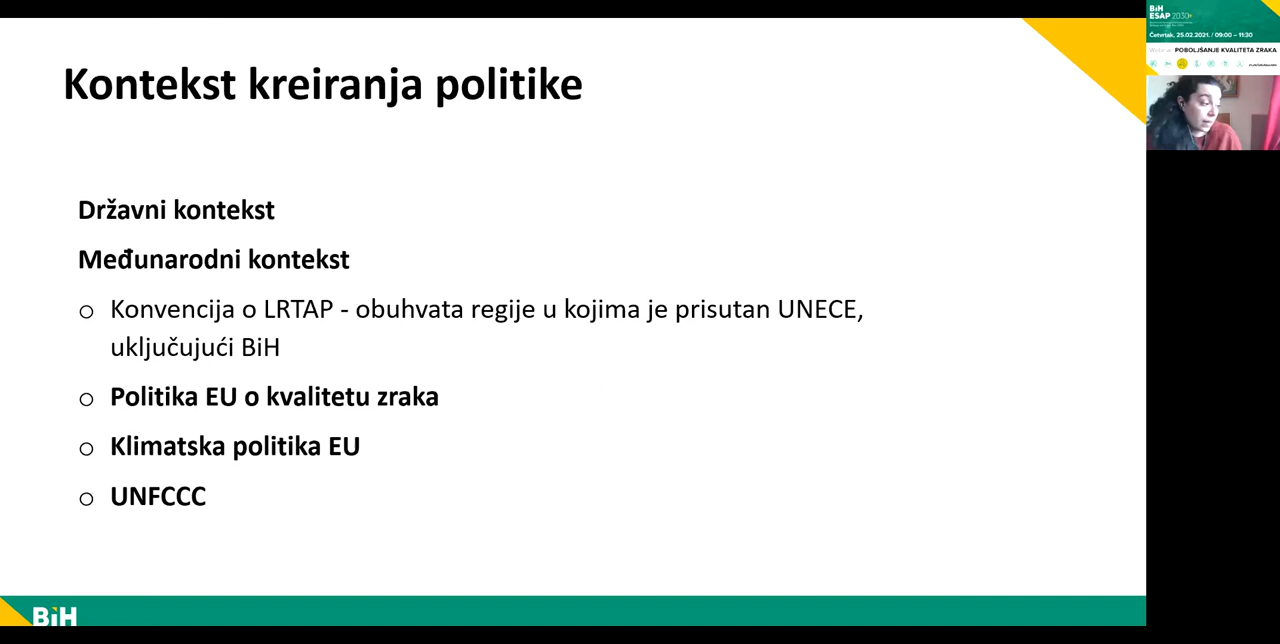 Kontekst kreiranja politike
Državni kontekst
Međunarodni kontekst
o Konvencija o LRTAP - obuhvata regije u kojima je prisutan UNECE,
uključujući BiH
o Politika EU o kvalitetu zraka
o Klimatska politika EU
o UNFCCC
BiH
BiH
ESAP 2030+
Četvrtak, 25.02.2021. / 09:00 – 11:30
Webinar: POBOLJŠANJE KVALITETA ZRAKA